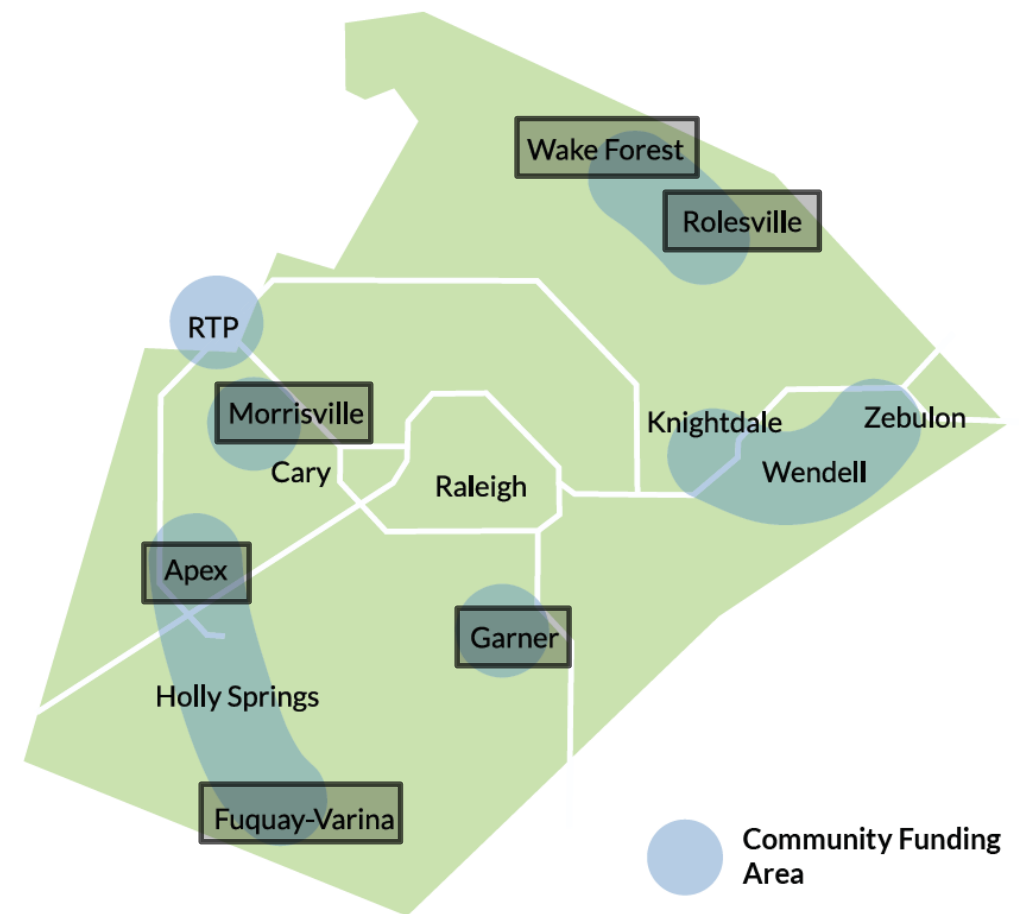 Wake Forest
Rolesville
RTP
Morrisville
Knightdale
Zebulon
Cary
Wendell
Raleigh
Apex
Garner
Holly Springs
Fuquay-Varina
Community Funding
Area